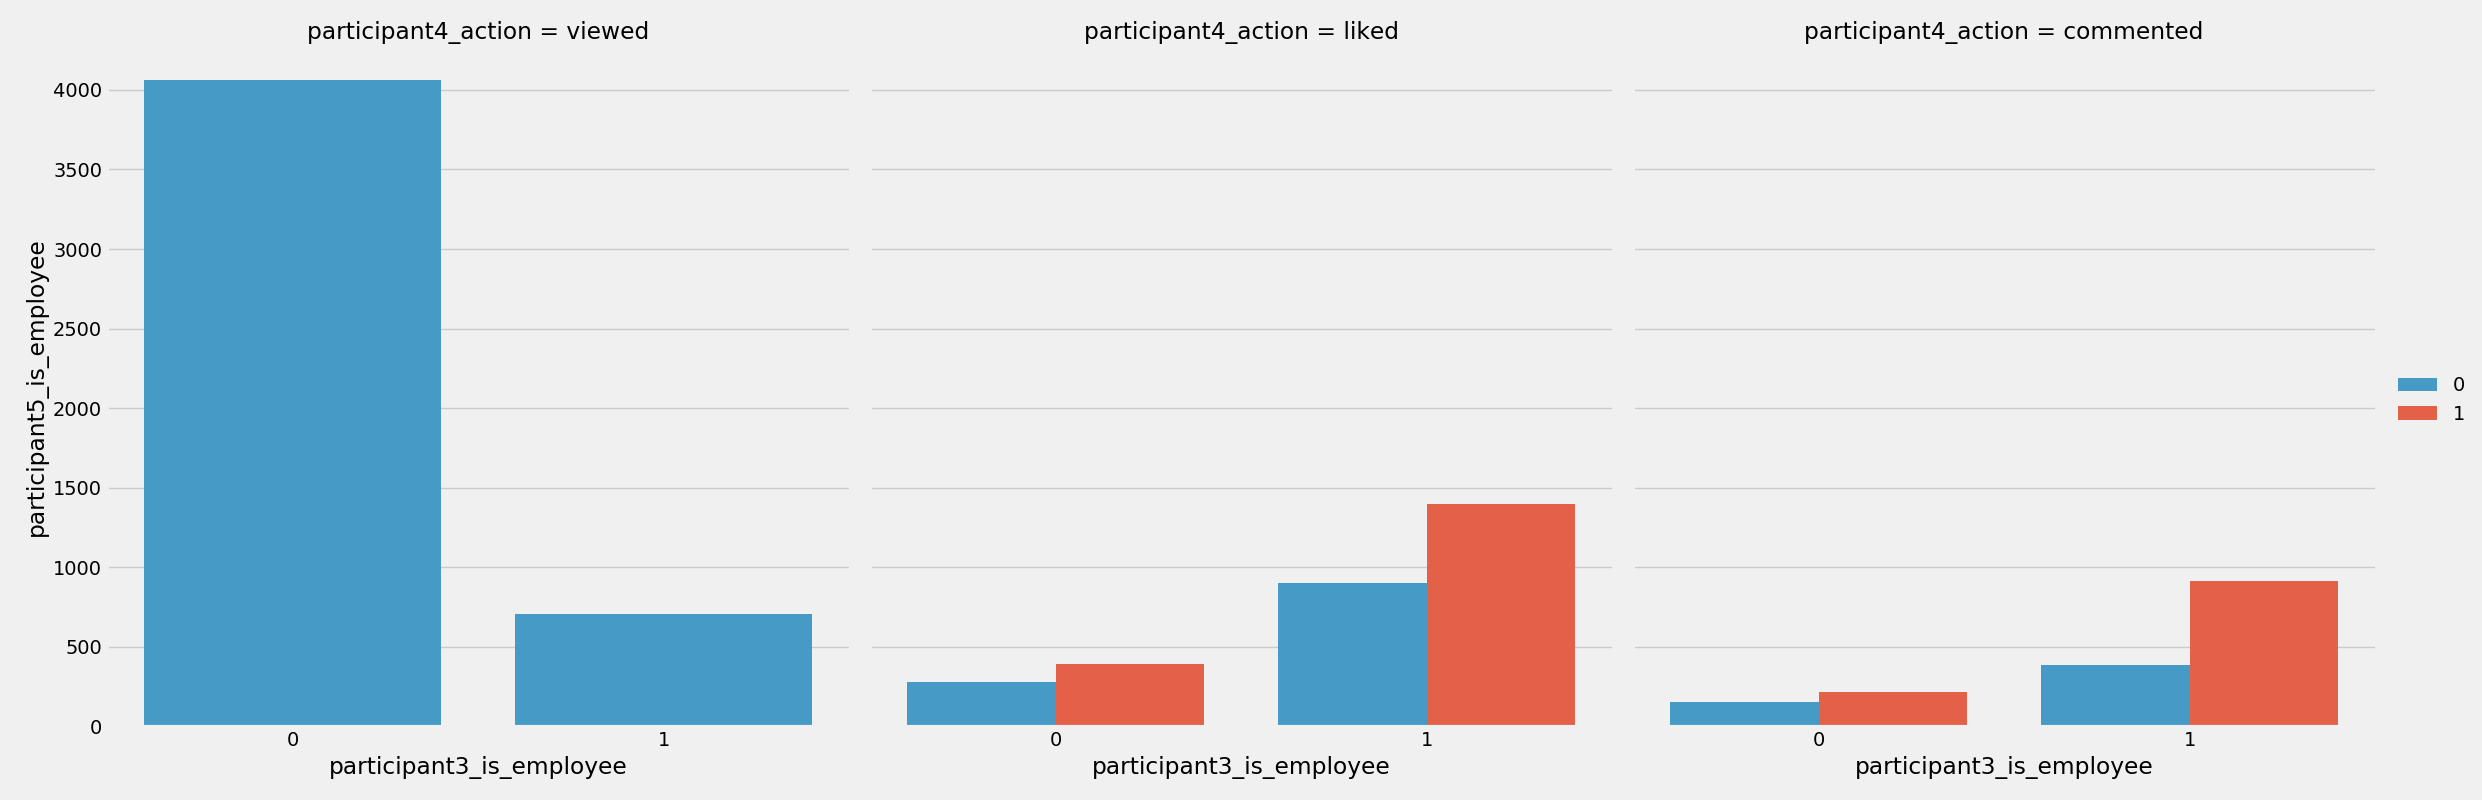 participant4_action = viewed
participant4_action = liked
participant4_action = commented
participant5_is_employee
4000
3500
3000
2500
2000
1500
1000
500
0
0 1
0 1
0 1
participant3_is_employee
participant3_is_employee
participant3_is_employee
0
1